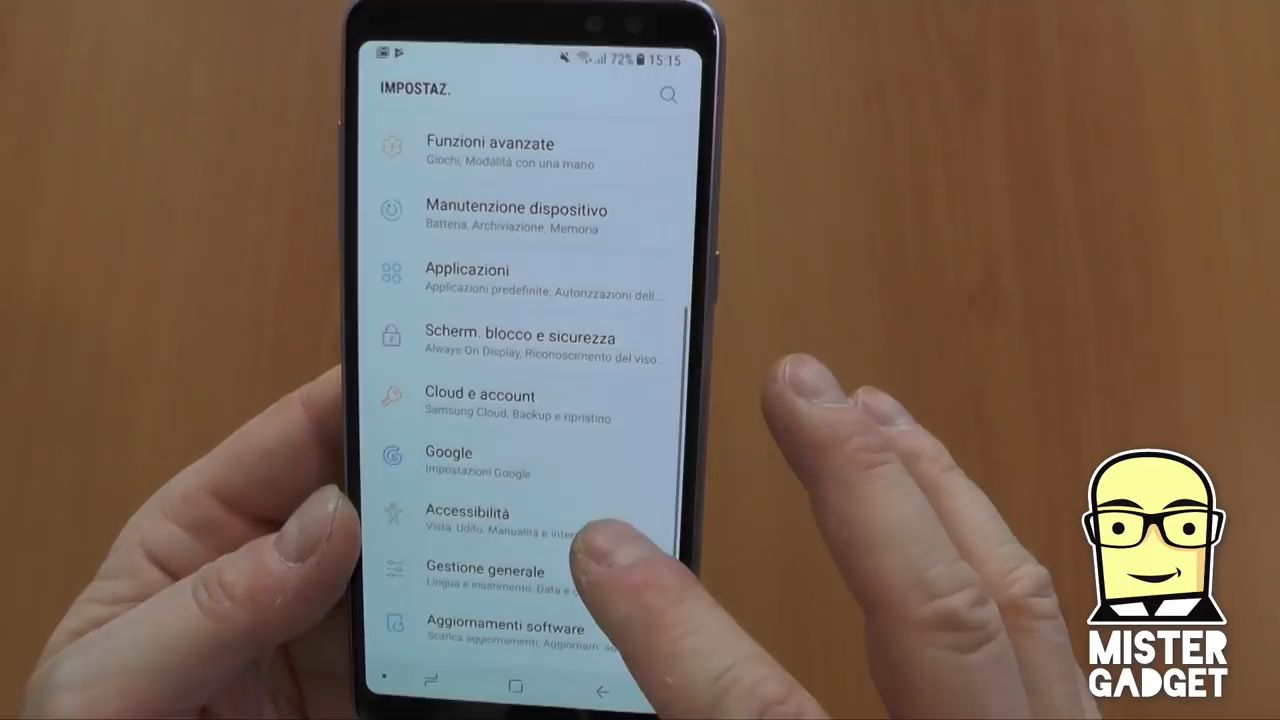 72% 15:15
IMPOSTAZ.
Funzioni avanzate
Giochi, Modalità con una mano
Manutenzione dispositivo
Batteria, Archiviazione, Memoria
Applicazioni
Applicazioni predefinite, Autorizzazioni dell...
Scherm. blocco e sicurezza
Always On Display, Riconoscimento del viso...
Cloud e account
Samsung Cloud, Backup e ripristino
Google
Impostazioni Google
Accessibilità
Vista, Udito, Manualità e
Gestione generale
Lingua e inserimento, Data e
Aggiornamenti software
Scarica aggiornamenti, Aggiornam.
MISTER
GADGET